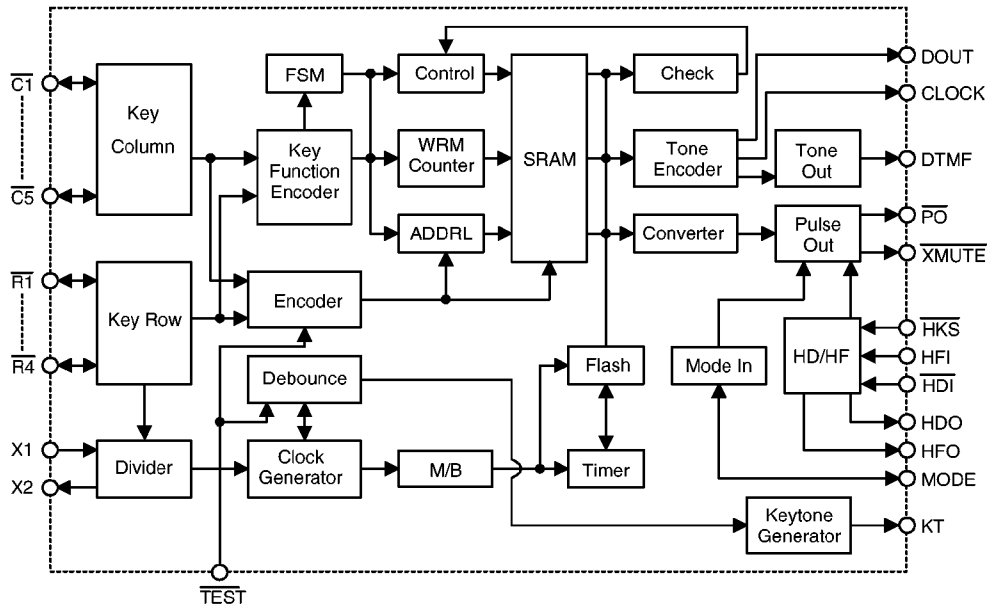 C1
C5
R1
R4
X1
X2
TEST
Key
Column
Key Row
Divider
FSM
Key
Function
Encoder
Encoder
Debounce
Clock
Generator
Control
WRM
Counter
ADDRL
M/B
SRAM
Check
Tone
Encoder
Converter
Flash
Timer
Mode In
Tone
Out
Pulse
Out
HD/HF
Keytone
Generator
DOUT
CLOCK
DTMF
PO
XMUTE
HKS
HFI
HDI
HDO
HFO
MODE
KT